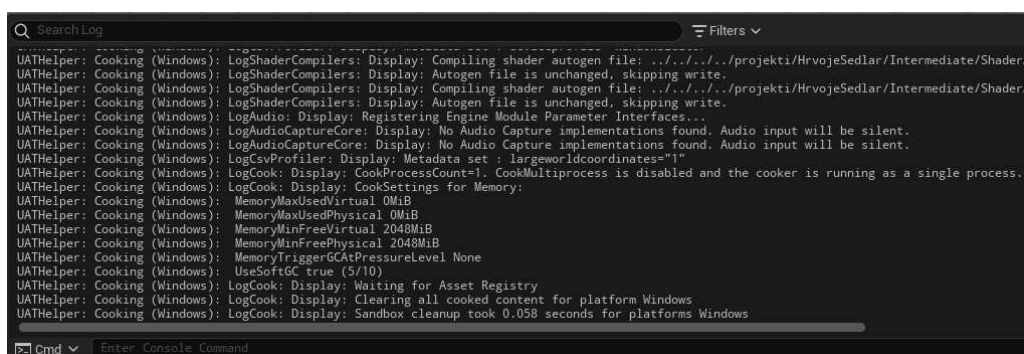 Search Log
Filters
UATHelper: Cooking (Windows): LogShaderCompilers: Display: Compiling shader autogen file: ../../../../projekti/HrvojeSedlar/Intermediate/Shader
UATHelper: Cooking (Windows): LogShaderCompilers: Display: Autogen file is unchanged, skipping write.
UATHelper: Cooking (Windows): LogShaderCompilers: Display: Compiling shader autogen file: ../../../../projekti/HrvojeSedlar/Intermediate/Shader
UATHelper: Cooking (Windows): LogShaderCompilers: Display: Autogen file is unchanged, skipping write.
UATHelper: Cooking (Windows): LogAudio: Display: Registering Engine Module Parameter Interfaces...
UATHelper: Cooking (Windows): LogAudioCaptureCore: Display: No Audio Capture implementations found. Audio input will be silent.
UATHelper: Cooking (Windows): LogAudioCaptureCore: Display: No Audio Capture implementations found. Audio input will be silent.
UATHelper: Cooking (Windows): LogCsvProfiler: Display: Metadata set : largeworldcoordinates="1"
UATHelper: Cooking (Windows): LogCook: Display: CookProcessCount=1. CookMultiprocess is disabled and the cooker is running as a single process.
UATHelper: Cooking (Windows): LogCook: Display: CookSettings for Memory:
UATHelper: Cooking (Windows): MemoryMaxUsedVirtual 0MiB
UATHelper: Cooking (Windows): MemoryMaxUsedPhysical 0MiB
UATHelper: Cooking (Windows): MemoryMinFreeVirtual 2048MiB
UATHelper: Cooking (Windows): MemoryMinFreePhysical 2048MiB
UATHelper: Cooking (Windows): MemoryTriggerGCAtPressureLevel None
UATHelper: Cooking (Windows): UseSoftGC true (5/10)
UATHelper: Cooking (Windows): LogCook: Display: Waiting for Asset Registry
UATHelper: Cooking (Windows): LogCook: Display: Clearing all cooked content for platform Windows
UATHelper: Cooking (Windows): LogCook: Display: Sandbox cleanup took 0.058 seconds for platforms Windows
Cmd
Enter Console Command